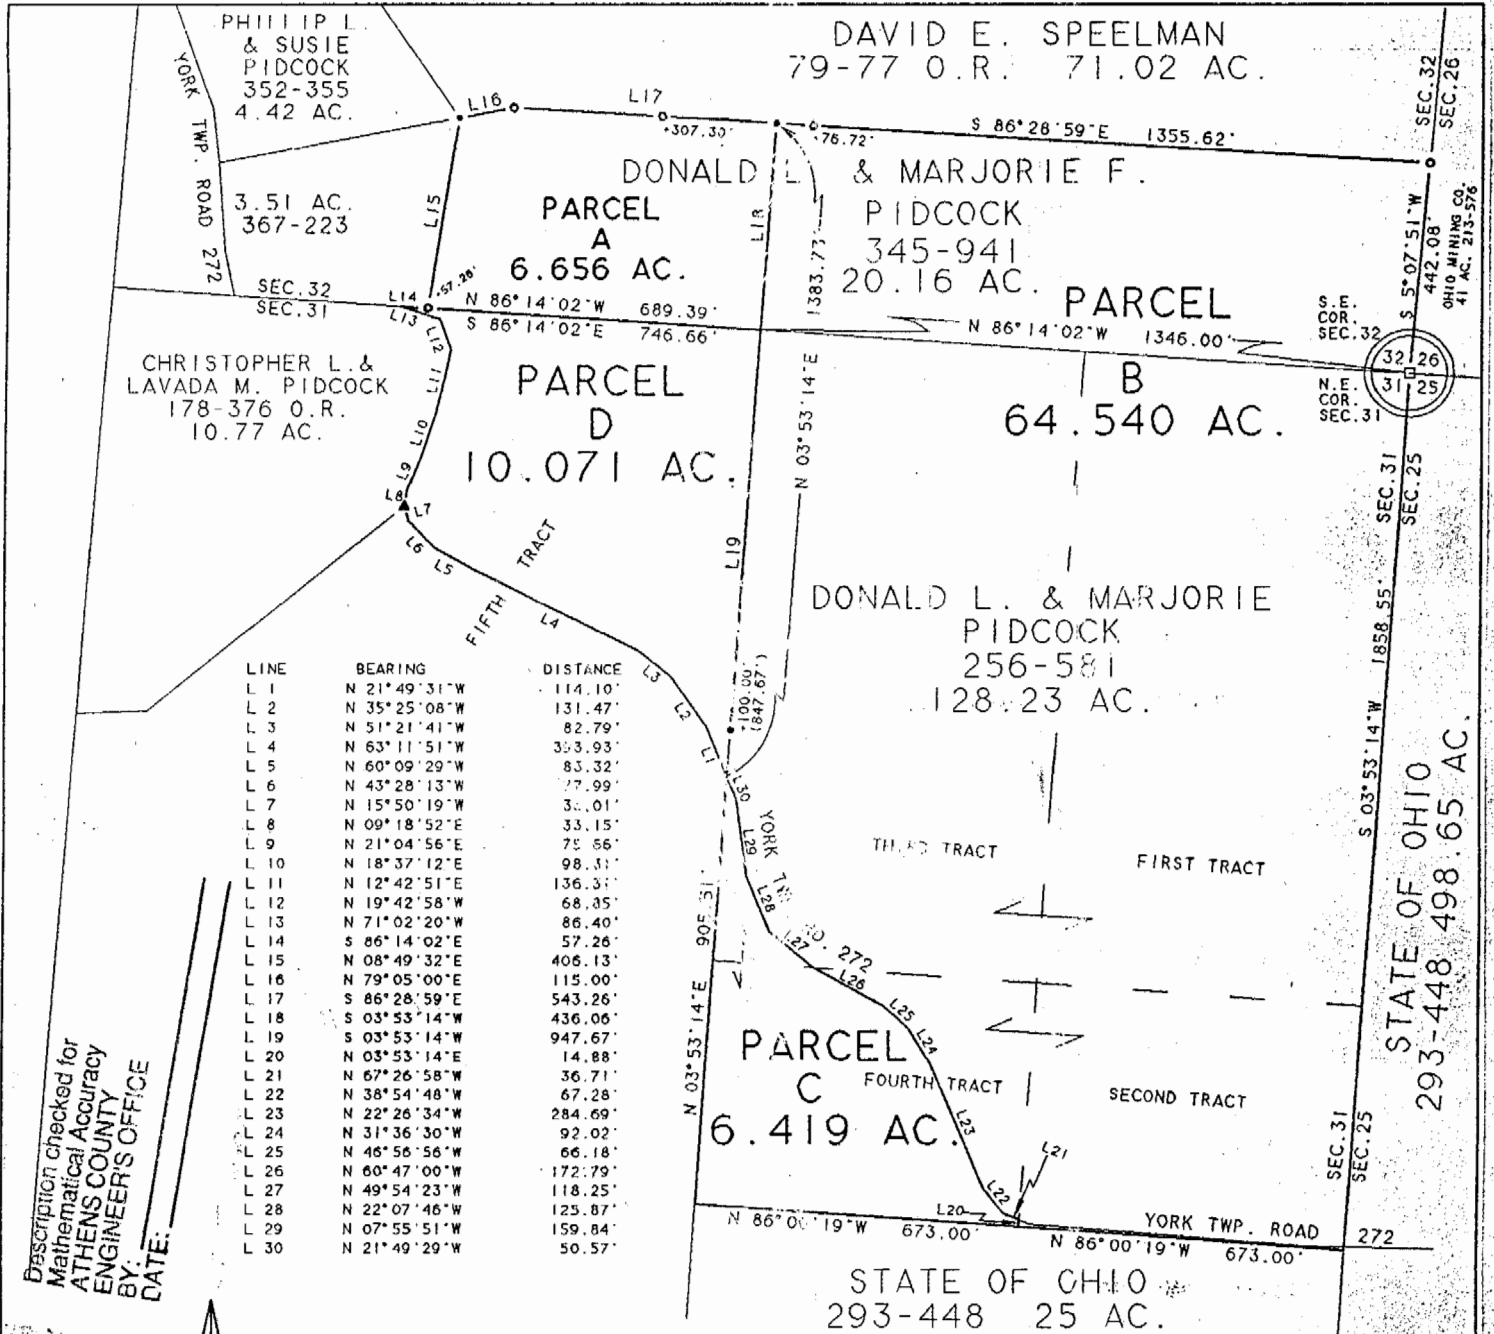 PHILLIP L.
& SUSIE
PIDCOCK
352-355
4.42 AC.
YORK TWP. ROAD 272
DAVID E. SPEELMAN
79-77 O.R. 71.02 AC.
SEC.32
SEC.26
L16
L17
+307.30'
+76.72'
S 86°28'59"E 1355.62'
DONALD L. & MARJORIE F.
PIDCOCK
345-941
20.16 AC.
3.51 AC.
367-223
L15
PARCEL
A
6.656 AC.
L18
1383.73'
S 5°07'51"W
442.08'
OHIO MINING CO.
41 AC. 213-576
SEC.32
SEC.31
L14
L13
+57.26'
N 86°14'02"W 689.39'
S 86°14'02"E 746.66'
PARCEL
N 86°14'02"W 1346.00'
B
64.540 AC.
S.E.
COR.
SEC.32
32 26
31 25
N.E.
COR.
SEC.31
CHRISTOPHER L.&
LAVADA M. PIDCOCK
178-376 O.R.
10.77 AC.
L12
L11
L10
L9
L8
L7
L6
L5
L4
L3
L2
L1
PARCEL
D
10.071 AC.
N 03°53'14"E
SEC.31
SEC.25
FIFTH TRACT
L19
+100.00'
(847.67')
DONALD L. & MARJORIE
PIDCOCK
256-581
128.23 AC.
S 03°53'14"W 1858.55'
LINE BEARING DISTANCE
L 1 N 21°49'31"W 114.10'
L 2 N 35°25'08"W 131.47'
L 3 N 51°21'41"W 82.79'
L 4 N 63°11'51"W
L 5 N 60°09'29"W 83.32'
L 6 N 43°28'13"W
L 7 N 15°50'19"W
L 8 N 09°18'52"E 33.15'
L 9 N 21°04'56"E
L 10 N 18°37'12"E 98.31'
L 11 N 12°42'51"E 136.31'
L 12 N 19°42'58"W 68.85'
L 13 N 71°02'20"W 86.40'
L 14 S 86°14'02"E 57.26'
L 15 N 08°49'32"E 406.13'
L 16 N 79°05'00"E 115.00'
L 17 S 86°28'59"E 543.26'
L 18 S 03°53'14"W 436.06'
L 19 S 03°53'14"W 947.67'
L 20 N 03°53'14"E 14.88'
L 21 N 67°26'58"W 36.71'
L 22 N 38°54'48"W 67.28'
L 23 N 22°26'34"W 284.69'
L 24 N 31°36'30"W 92.02'
L 25 N 46°56'56"W 66.18'
L 26 N 60°47'00"W 172.79'
L 27 N 49°54'23"W 118.25'
L 28 N 22°07'46"W 125.87'
L 29 N 07°55'51"W 159.84'
L 30 N 21°49'29"W 50.57'
L30
L29
L28
L27
L26
L25
L24
L23
L22
L21
L20
YORK TWP. RD. 272
THIRD TRACT
FIRST TRACT
N 03°53'14"E 905.51'
PARCEL
C
6.419 AC.
FOURTH TRACT
SECOND TRACT
STATE OF OHIO
293-448 498.65 AC.
SEC.31
SEC.25
N 86°00'19"W 673.00'
YORK TWP. ROAD 272
N 86°00'19"W 673.00'
STATE OF OHIO
293-448 25 AC.
Description checked for
Mathematical Accuracy
ATHENS COUNTY
ENGINEER'S OFFICE
BY:
DATE: